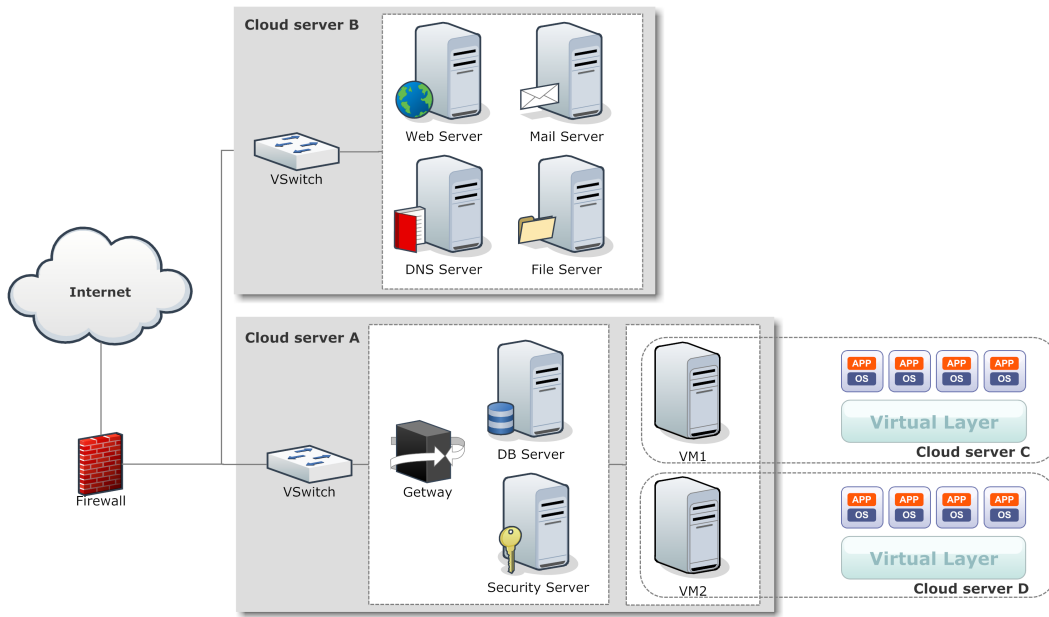 Cloud server B
Web Server
Mail Server
VSwitch
DNS Server
File Server
Internet
Firewall
Cloud server A
VSwitch
Getway
DB Server
Security Server
VM1
VM2
APP APP APP APP
OS OS OS OS
Virtual Layer
Cloud server C
APP APP APP APP
OS OS OS OS
Virtual Layer
Cloud server D